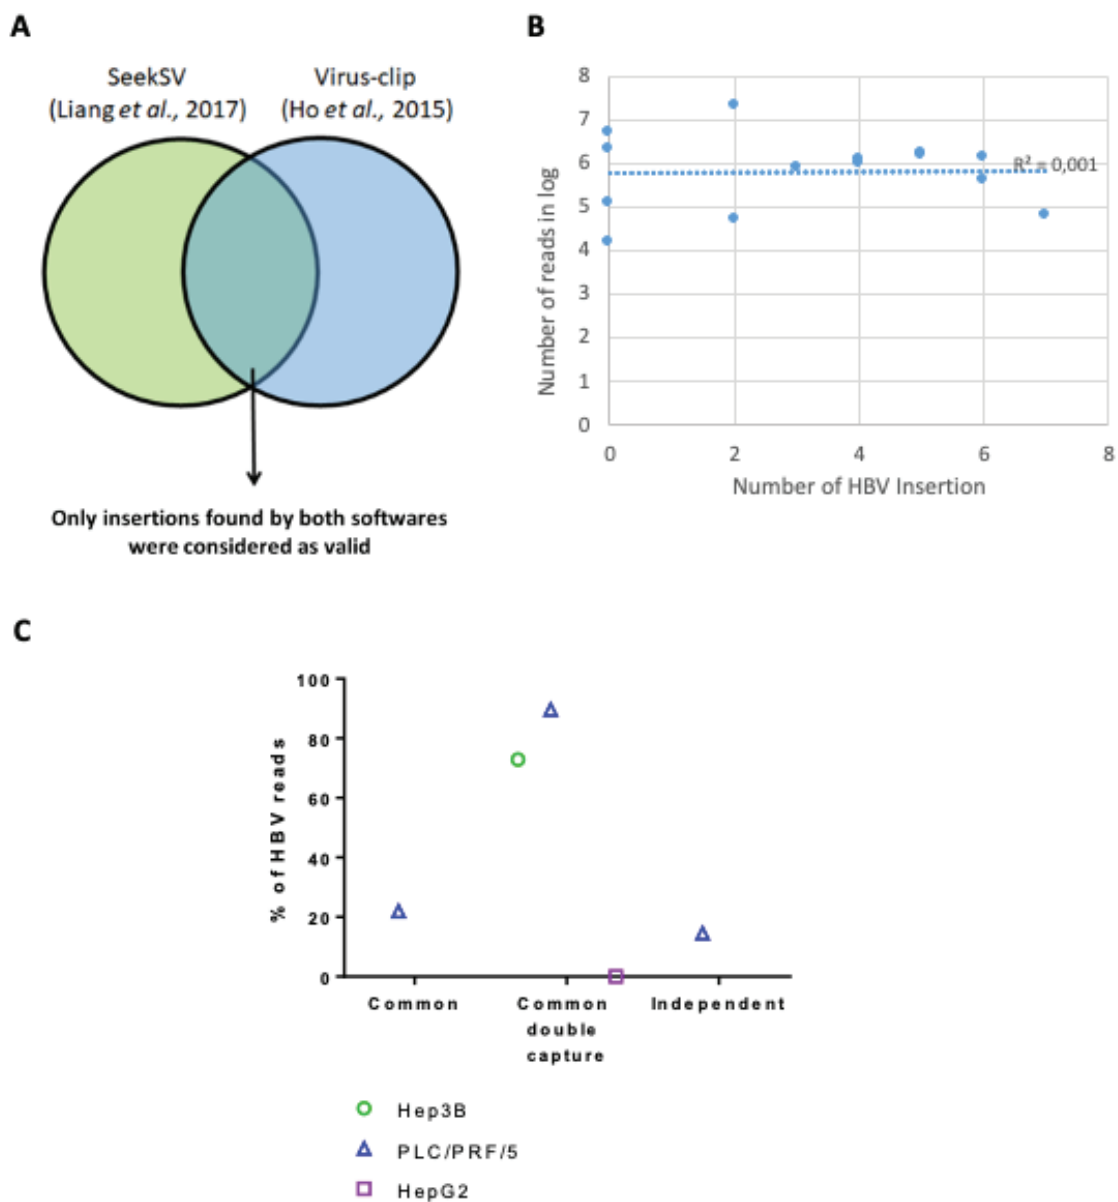 A
SeekSV
(Liang et al., 2017)
Virus-clip
(Ho et al., 2015)
Only insertions found by both softwares
were considered as valid
B
Number of reads in log
8
7
6
5
4
3
2
1
0
R² = 0,001
0 2 4 6 8
Number of HBV Insertion
C
% of HBV reads
100
80
60
40
20
0
Common
Common
double
capture
Independent
Hep3B
PLC/PRF/5
HepG2